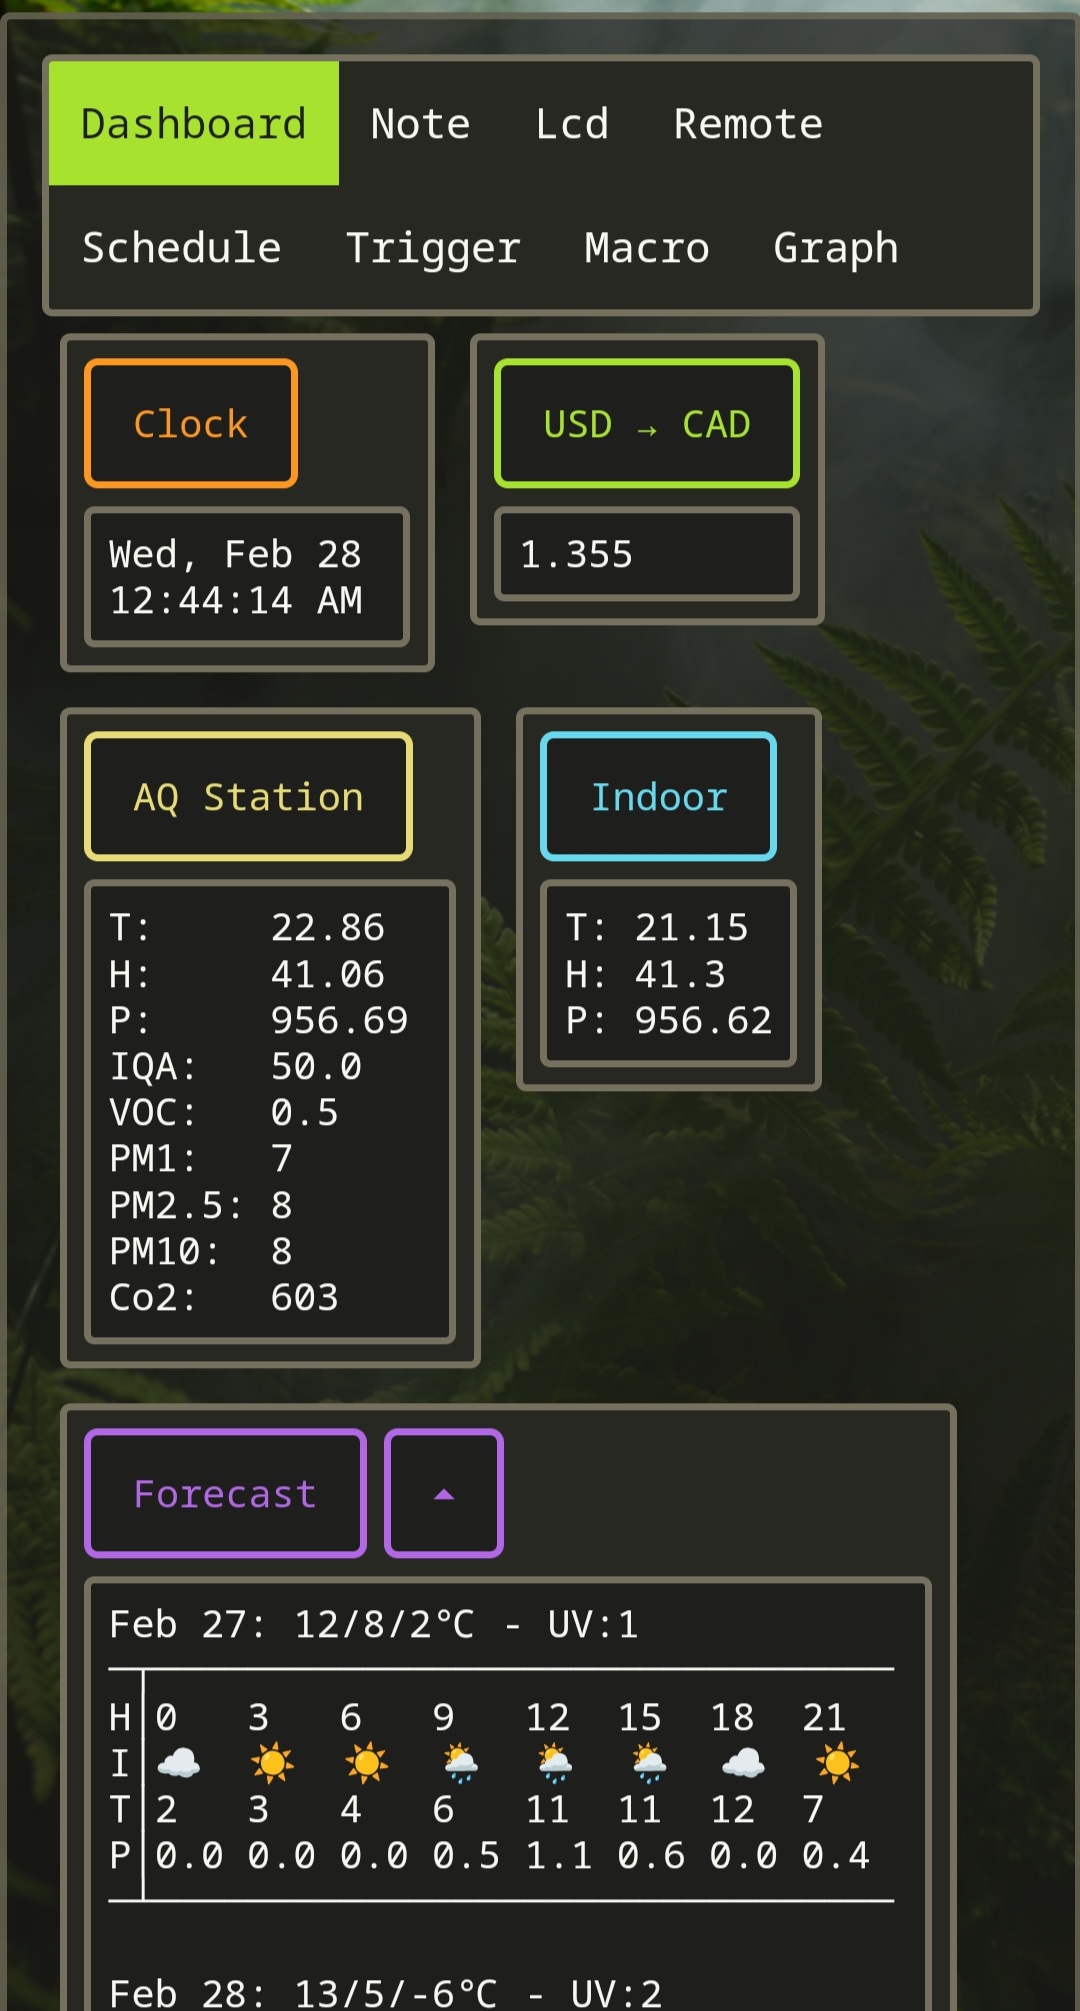 Dashboard Note Lcd Remote
Schedule Trigger Macro Graph
Clock
Wed, Feb 28
12:44:14 AM
USD → CAD
1.355
AQ Station
T: 22.86
H: 41.06
P: 956.69
IQA: 50.0
VOC: 0.5
PM1: 7
PM2.5: 8
PM10: 8
Co2: 603
Indoor
T: 21.15
H: 41.3
P: 956.62
Forecast
Feb 27: 12/8/2°C - UV:1
H 0 3 6 9 12 15 18 21
I ☁️ ☀️ ☀️ 🌦️ 🌦️ 🌦️ ☁️ ☀️
T 2 3 4 6 11 11 12 7
P 0.0 0.0 0.0 0.5 1.1 0.6 0.0 0.4
Feb 28: 13/5/-6°C - UV:2